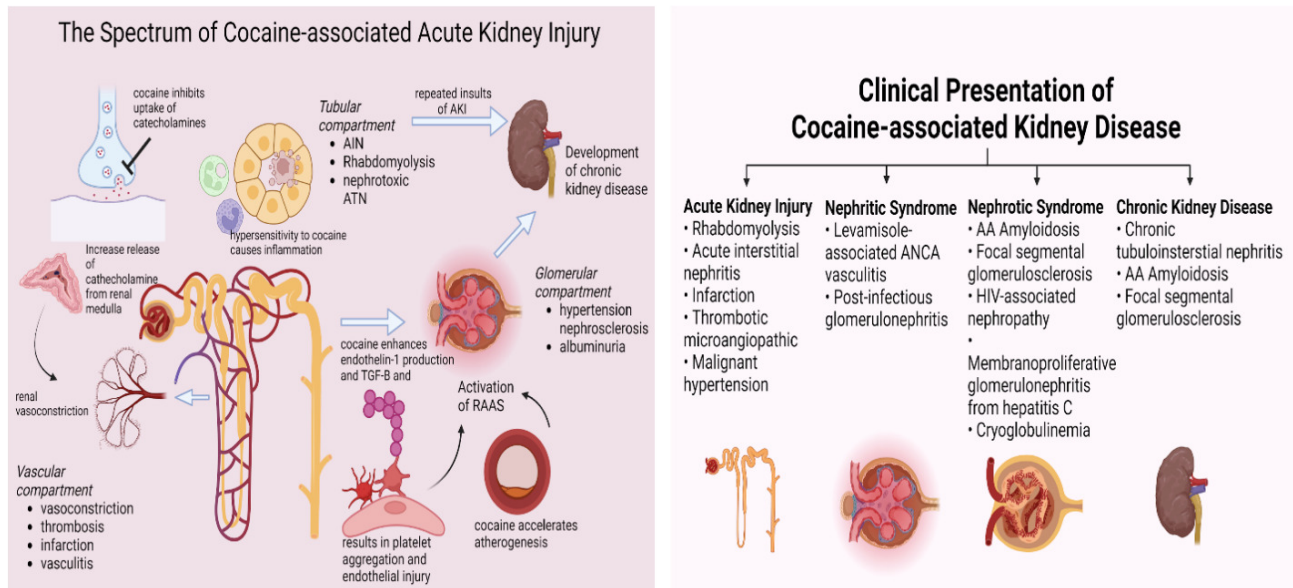 The Spectrum of Cocaine-associated Acute Kidney Injury
cocaine inhibits
uptake of
catecholamines
Tubular
compartment
• AIN
• Rhabdomyolysis
• nephrotoxic
ATN
repeated insults
of AKI
Development
of chronic
kidney disease
hypersensitivity to cocaine
causes inflammation
Increase release
of
cathecholamine
from renal
medulla
renal
vasoconstriction
cocaine enhances
endothelin-1 production
and TGF-B and
Glomerular
compartment
• hypertension
nephrosclerosis
• albuminuria
Activation
of RAAS
Vascular
compartment
• vasoconstriction
• thrombosis
• infarction
• vasculitis
results in platelet
aggregation and
endothelial injury
cocaine accelerates
atherogenesis
Clinical Presentation of
Cocaine-associated Kidney Disease
Acute Kidney Injury
• Rhabdomyolysis
• Acute interstitial
nephritis
• Infarction
• Thrombotic
microangiopathic
• Malignant
hypertension
Nephritic Syndrome
• Levamisole-
associated ANCA
vasculitis
• Post-infectious
glomerulonephritis
Nephrotic Syndrome
• AA Amyloidosis
• Focal segmental
glomerulosclerosis
• HIV-associated
nephropathy
•
Membranoproliferative
glomerulonephritis
from hepatitis C
• Cryoglobulinemia
Chronic Kidney Disease
• Chronic
tubuloinsterstial nephritis
• AA Amyloidosis
• Focal segmental
glomerulosclerosis